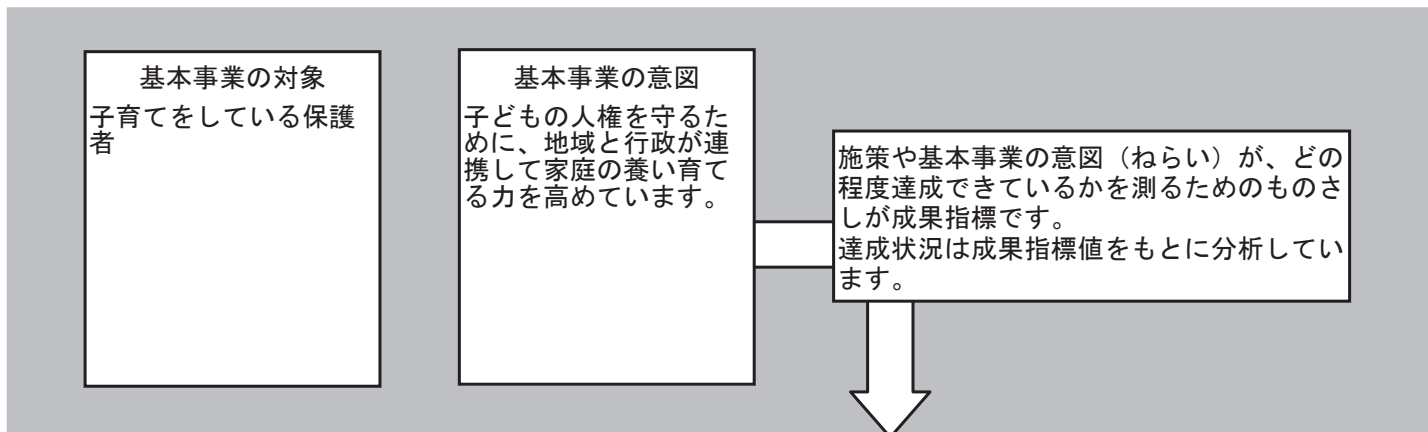 基本事業の対象
子育てをしている保護
者
基本事業の意図
子どもの人権を守るた
めに、地域と行政が連
携して家庭の養い育て
る力を高めています。
施策や基本事業の意図（ねらい）が、どの
程度達成できているかを測るためのものさ
しが成果指標です。
達成状況は成果指標値をもとに分析してい
ます。